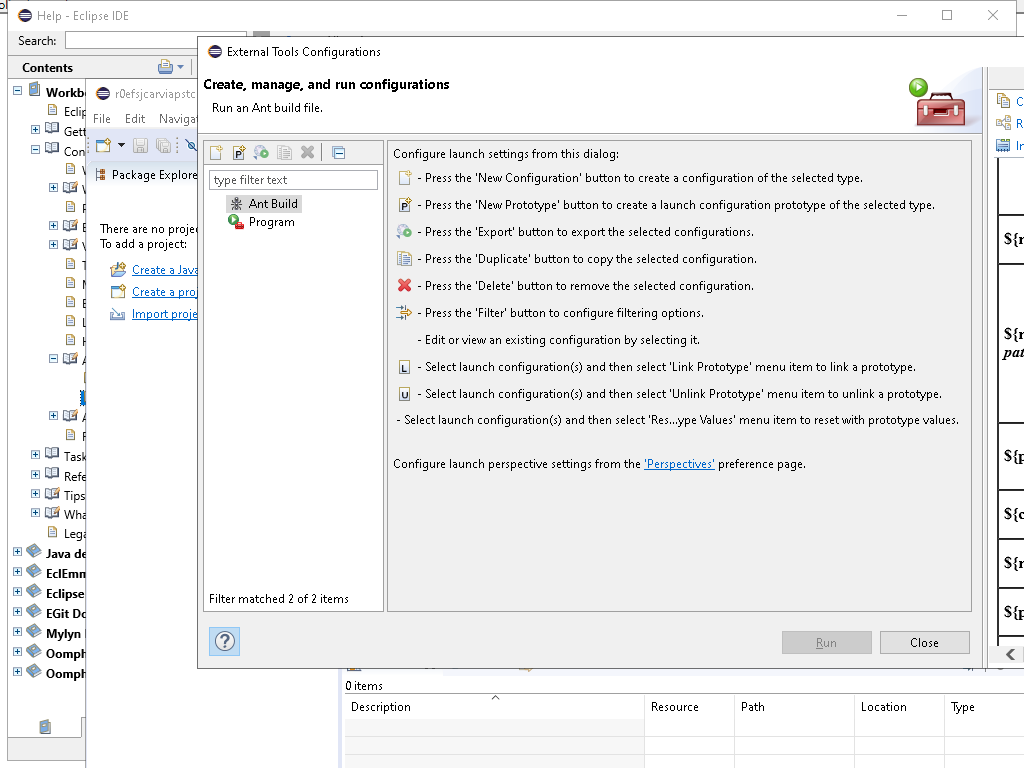 Help - Eclipse IDE
Search:
Contents
External Tools Configurations
Create, manage, and run configurations
Run an Ant build file.
r0efsjcarviapstc
File Edit Navigat
Package Explore
There are no proje
To add a project:
Create a Java
Create a proj
Import proje
type filter text
Ant Build
Program
Filter matched 2 of 2 items
Configure launch settings from this dialog:
- Press the 'New Configuration' button to create a configuration of the selected type.
- Press the 'New Prototype' button to create a launch configuration prototype of the selected type.
- Press the 'Export' button to export the selected configurations.
- Press the 'Duplicate' button to copy the selected configuration.
- Press the 'Delete' button to remove the selected configuration.
- Press the 'Filter' button to configure filtering options.
- Edit or view an existing configuration by selecting it.
- Select launch configuration(s) and then select 'Link Prototype' menu item to link a prototype.
- Select launch configuration(s) and then select 'Unlink Prototype' menu item to unlink a prototype.
- Select launch configuration(s) and then select 'Res...ype Values' menu item to reset with prototype values.
Configure launch perspective settings from the 'Perspectives' preference page.
Run
Close
Workbe
Eclip
Gett
Con
Task
Refe
Tips
Wha
Lega
Java de
EclEmm
Eclipse
EGit Do
Mylyn
Oomph
Oomph
${r
${r
pat
${p
${c
${r
${p
0 items
Description
Resource
Path
Location
Type